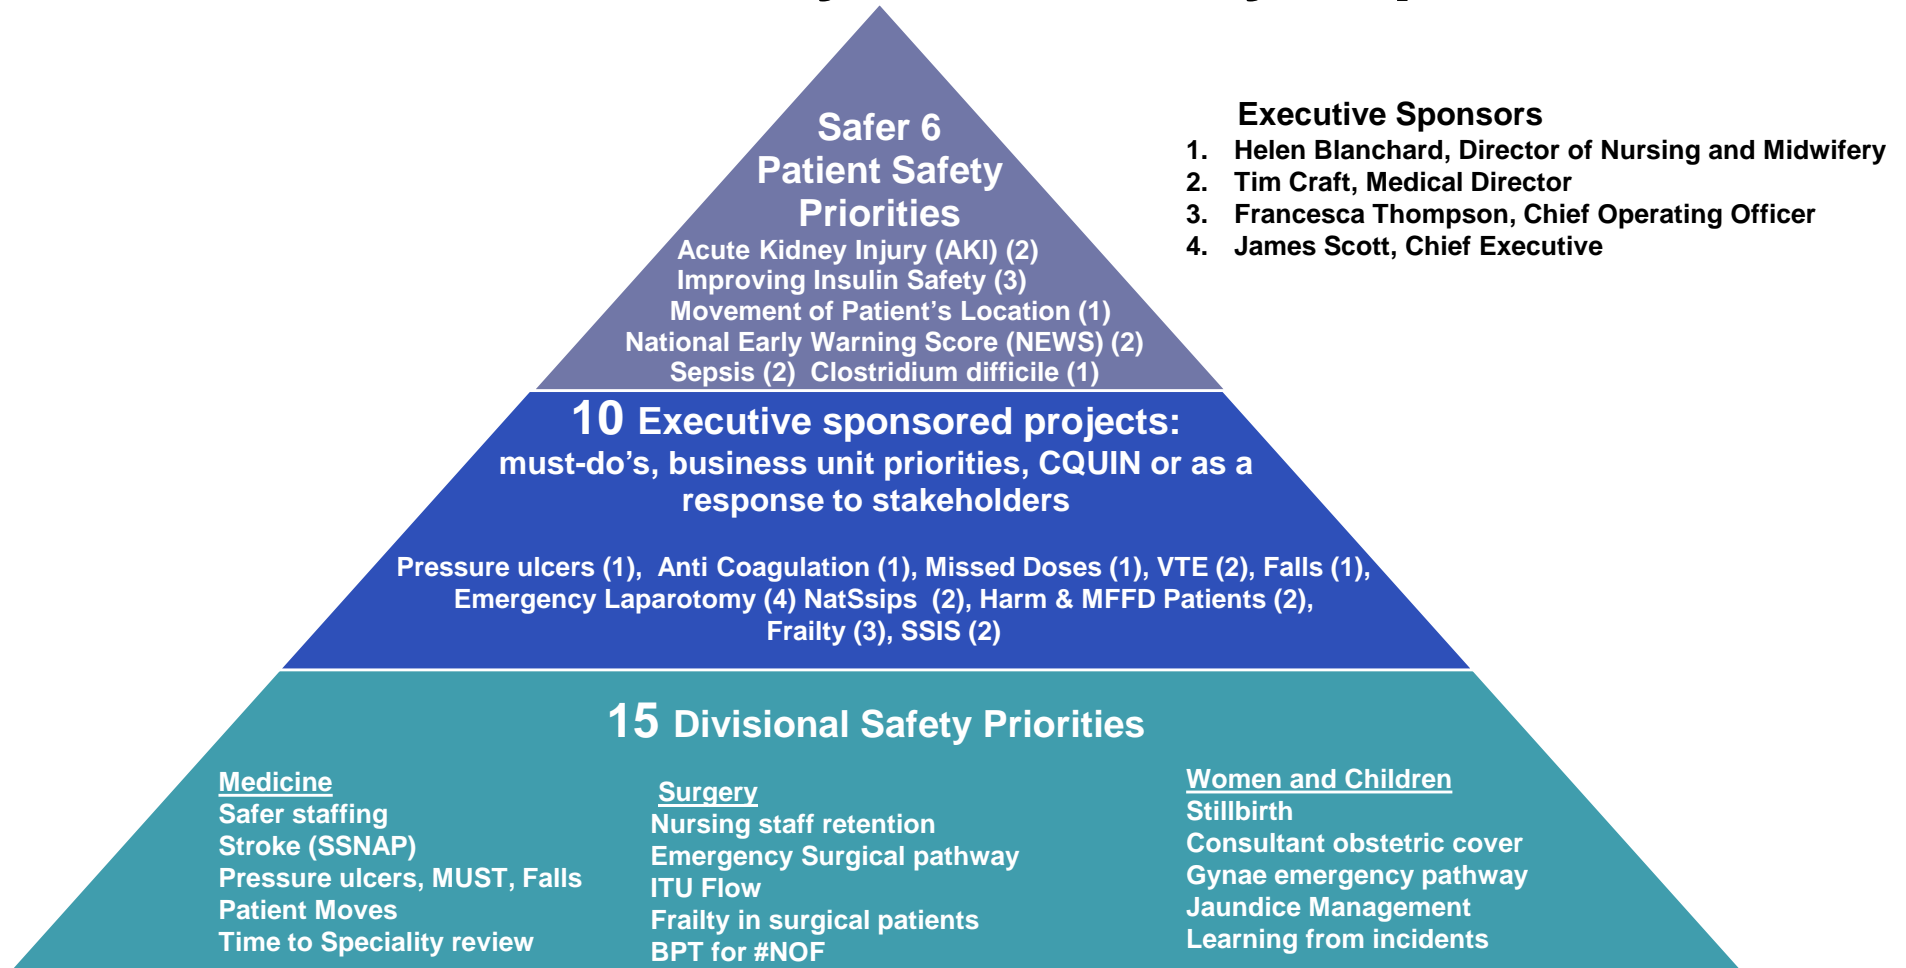 Safer 6
Patient Safety
Priorities
Acute Kidney Injury (AKI) (2)
Improving Insulin Safety (3)
Movement of Patient's Location (1)
National Early Warning Score (NEWS) (2)
Sepsis (2)  Clostridium difficile (1)
Executive Sponsors
1. Helen Blanchard, Director of Nursing and Midwifery
2. Tim Craft, Medical Director
3. Francesca Thompson, Chief Operating Officer
4. James Scott, Chief Executive
10 Executive sponsored projects:
must-do's, business unit priorities, CQUIN or as a
response to stakeholders
Pressure ulcers (1),  Anti Coagulation (1), Missed Doses (1), VTE (2), Falls (1),
Emergency Laparotomy (4) NatSsips  (2), Harm & MFFD Patients (2),
Frailty (3), SSIS (2)
15 Divisional Safety Priorities
Medicine
Safer staffing
Stroke (SSNAP)
Pressure ulcers, MUST, Falls
Patient Moves
Time to Speciality review
Surgery
Nursing staff retention
Emergency Surgical pathway
ITU Flow
Frailty in surgical patients
BPT for #NOF
Women and Children
Stillbirth
Consultant obstetric cover
Gynae emergency pathway
Jaundice Management
Learning from incidents